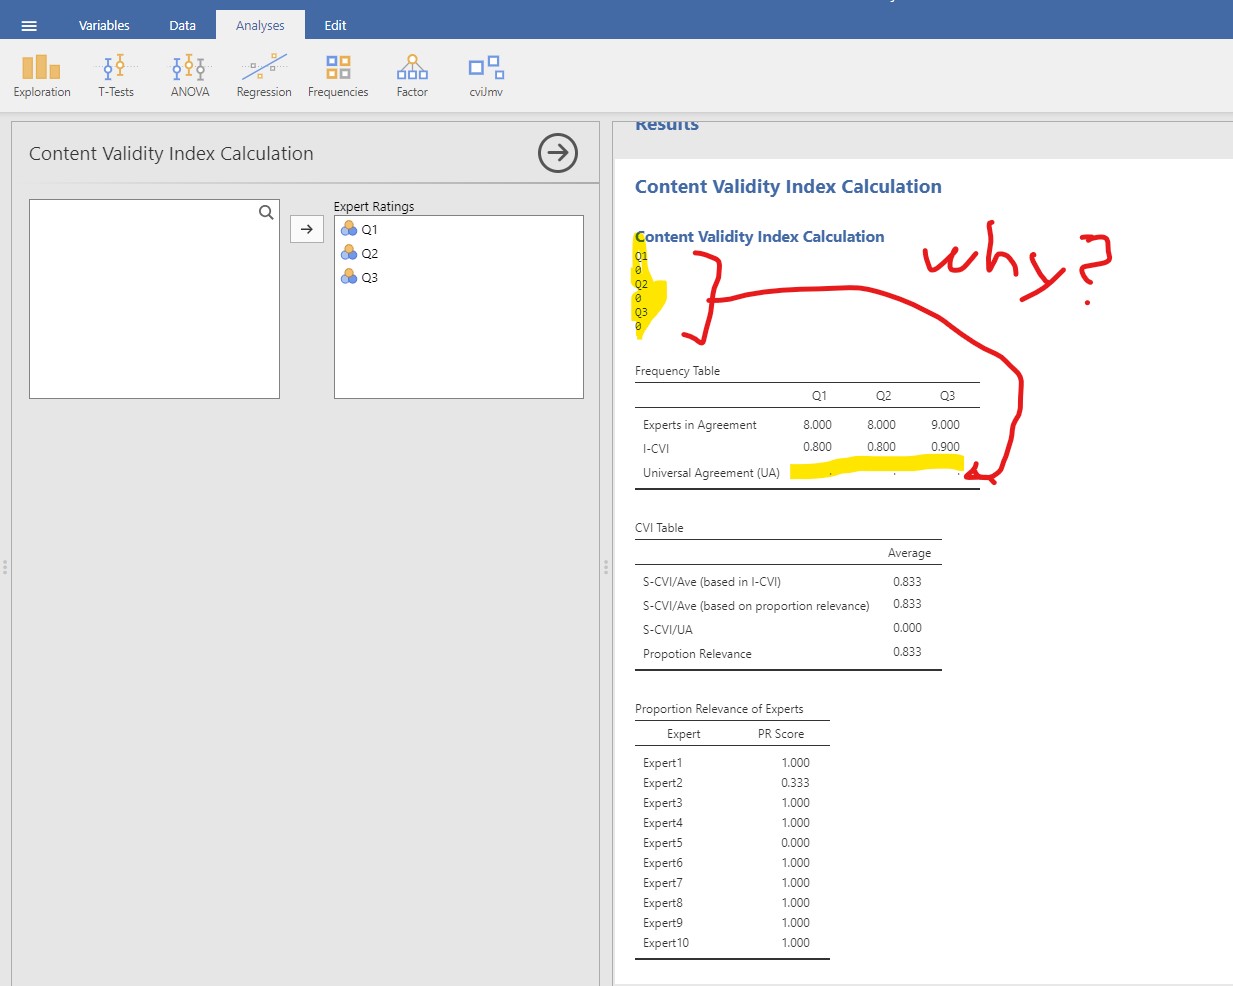 Variables Data Analyses Edit
Exploration T-Tests ANOVA Regression Frequencies Factor cviJmv
Results
Content Validity Index Calculation
Expert Ratings
Q1
Q2
Q3
Content Validity Index Calculation
Content Validity Index Calculation
Q1
0
Q2
0
Q3
0
why?
Frequency Table
Q1 Q2 Q3
Experts in Agreement 8.000 8.000 9.000
I-CVI 0.800 0.800 0.900
Universal Agreement (UA) . . .
CVI Table
Average
S-CVI/Ave (based in I-CVI) 0.833
S-CVI/Ave (based on proportion relevance) 0.833
S-CVI/UA 0.000
Propotion Relevance 0.833
Proportion Relevance of Experts
Expert PR Score
Expert1 1.000
Expert2 0.333
Expert3 1.000
Expert4 1.000
Expert5 0.000
Expert6 1.000
Expert7 1.000
Expert8 1.000
Expert9 1.000
Expert10 1.000